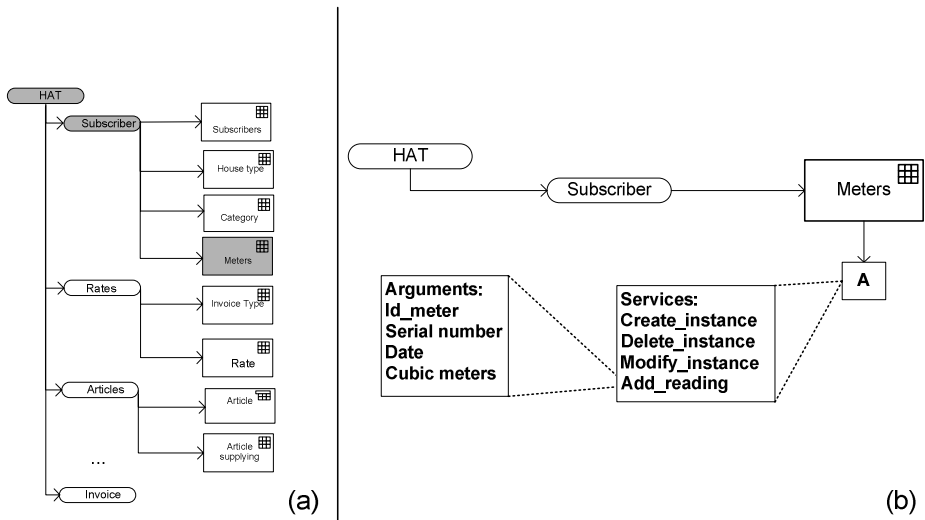 HAT
Subscriber
Subscribers
House type
Category
Meters
Rates
Invoice Type
Rate
Articles
Article
Article
supplying
...
Invoice
(a)
HAT
Subscriber
Meters
A
Arguments:
Id_meter
Serial number
Date
Cubic meters
Services:
Create_instance
Delete_instance
Modify_instance
Add_reading
(b)